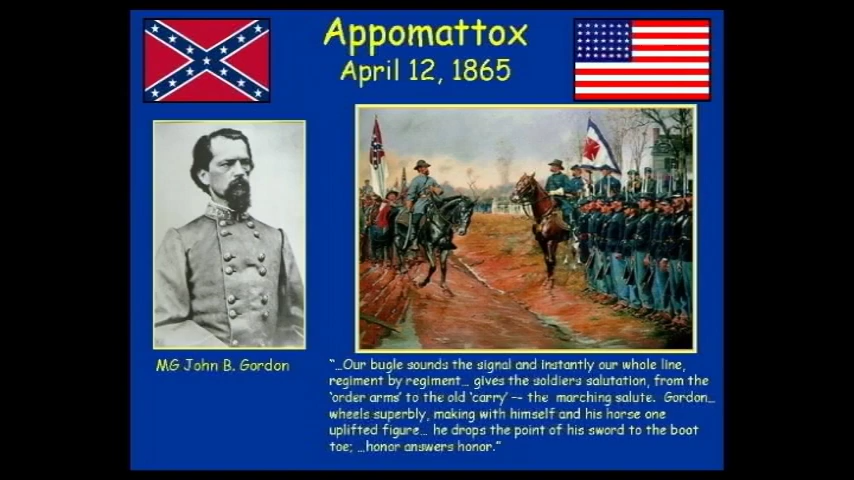 Appomattox
April 12, 1865
MG John B. Gordon
"…Our bugle sounds the signal and instantly our whole line,
regiment by regiment… gives the soldiers salutation, from the
'order arms' to the old 'carry' -- the marching salute. Gordon…
wheels superbly, making with himself and his horse one
uplifted figure… he drops the point of his sword to the boot
toe; …honor answers honor."